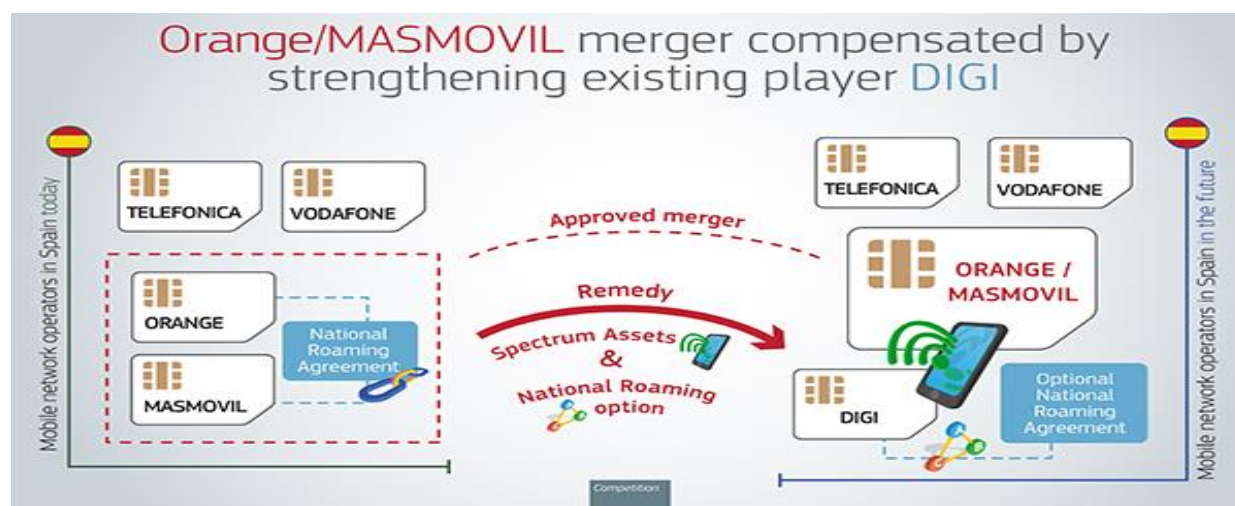 Orange/MASMOVIL merger compensated by
strengthening existing player DIGI
Mobile network operators in Spain today
TELEFONICA
VODAFONE
ORANGE
MASMOVIL
National
Roaming
Agreement
Approved merger
Remedy
Spectrum Assets
&
National Roaming
option
TELEFONICA
VODAFONE
ORANGE /
MASMOVIL
DIGI
Optional
National
Roaming
Agreement
Mobile network operators in Spain in the future
Competition